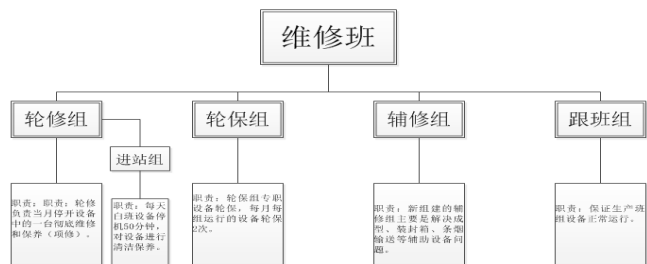 维修班
轮修组
轮保组
辅修组
跟班组
进站组
职责：职责：轮修
负责当月停开设备
中的一台彻底维修
和保养（项修）。
职责：每天
白班设备停
机50分钟，
对设备进行
清洁保养。
职责：轮保组专职
设备轮保，每月每
组运行的设备轮保
2次。
职责：新组建的辅
修组主要是解决成
型、装封箱、条烟
输送等辅助设备问
题。
职责：保证生产班
组设备正常运行。